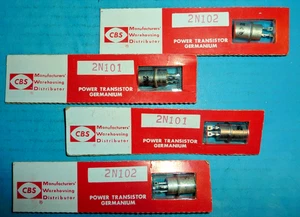 2N102
CBS
Manufacturers'
Warehousing
Distributor
POWER TRANSISTOR
GERMANIUM
2N101
CBS
Manufacturers'
Warehousing
Distributor
POWER TRANSISTOR
GERMANIUM
2N101
CBS
Manufacturers'
Warehousing
Distributor
POWER TRANSISTOR
GERMANIUM
2N102
CBS
Manufacturers'
Warehousing
Distributor
POWER TRANSISTOR
GERMANIUM